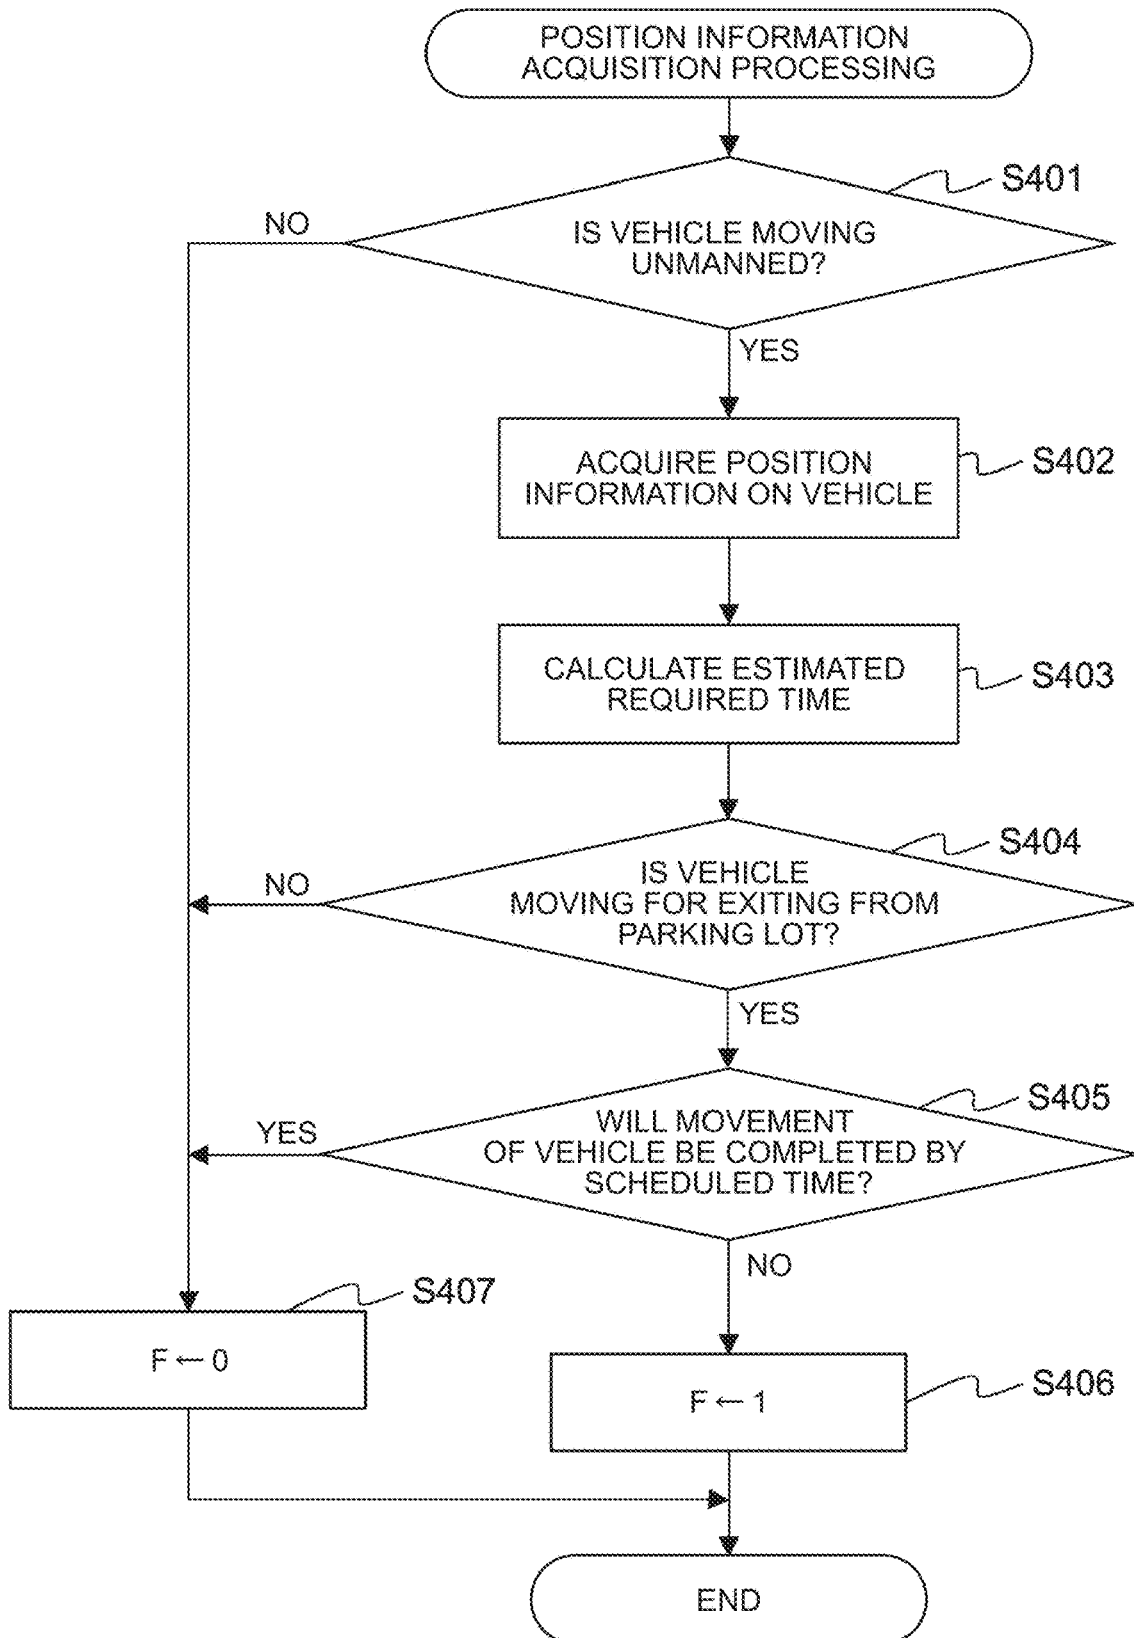 POSITION INFORMATION
ACQUISITION PROCESSING
S401
NO
IS VEHICLE MOVING
UNMANNED?
YES
ACQUIRE POSITION
INFORMATION ON VEHICLE
S402
CALCULATE ESTIMATED
REQUIRED TIME
S403
S404
NO
IS VEHICLE
MOVING FOR EXITING FROM
PARKING LOT?
YES
S405
YES
WILL MOVEMENT
OF VEHICLE BE COMPLETED BY
SCHEDULED TIME?
NO
S407
F ← 0
F ← 1
S406
END